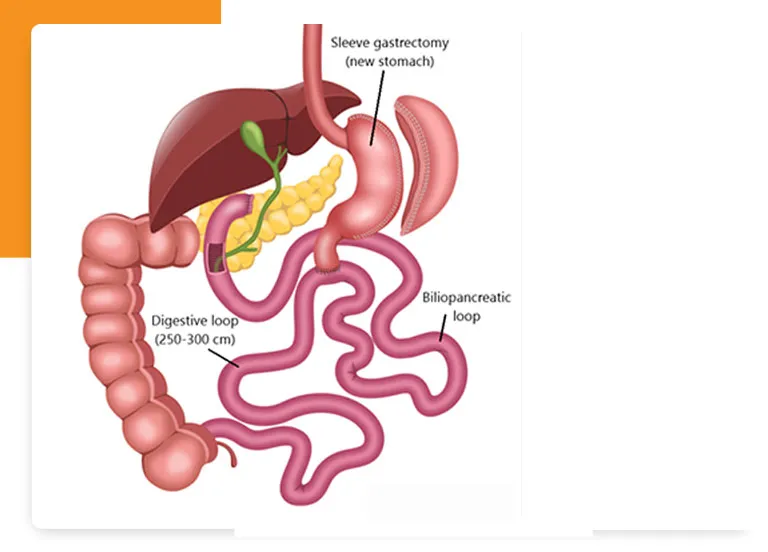 Sleeve gastrectomy
(new stomach)
Biliopancreatic
loop
Digestive loop
(250-300 cm)